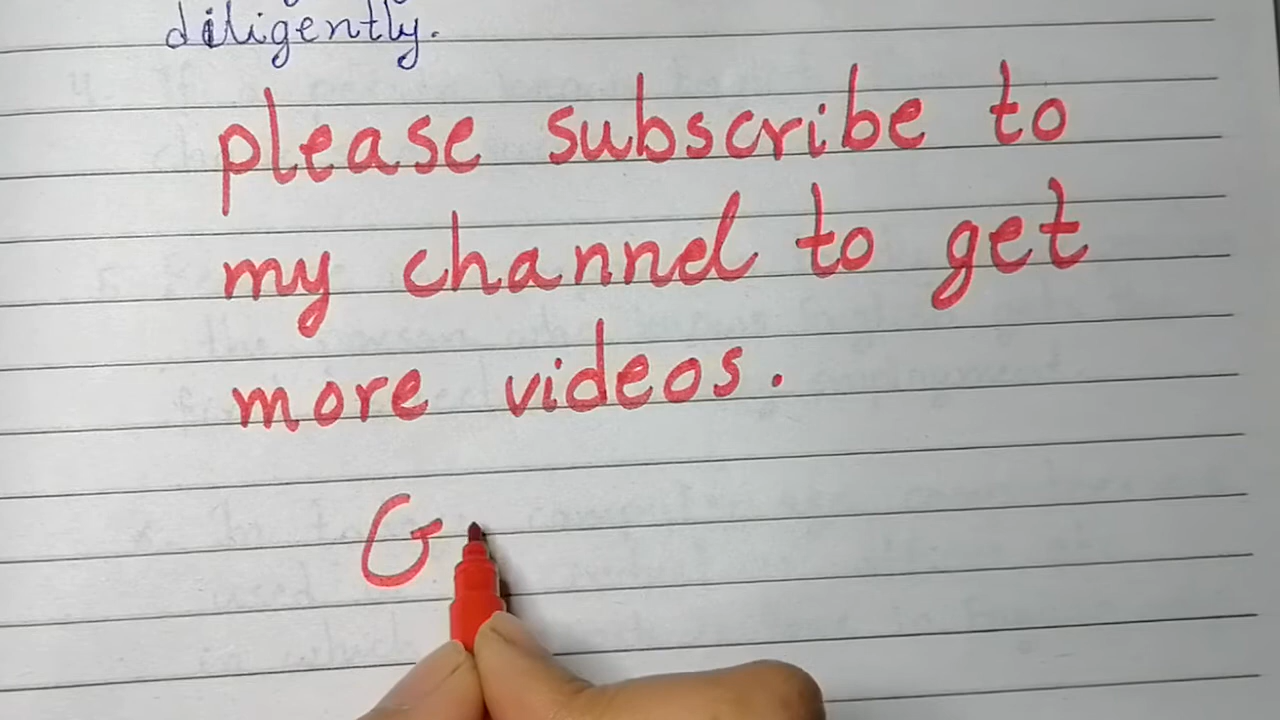 diligently.
please subscribe to
my channel to get
more videos.
G